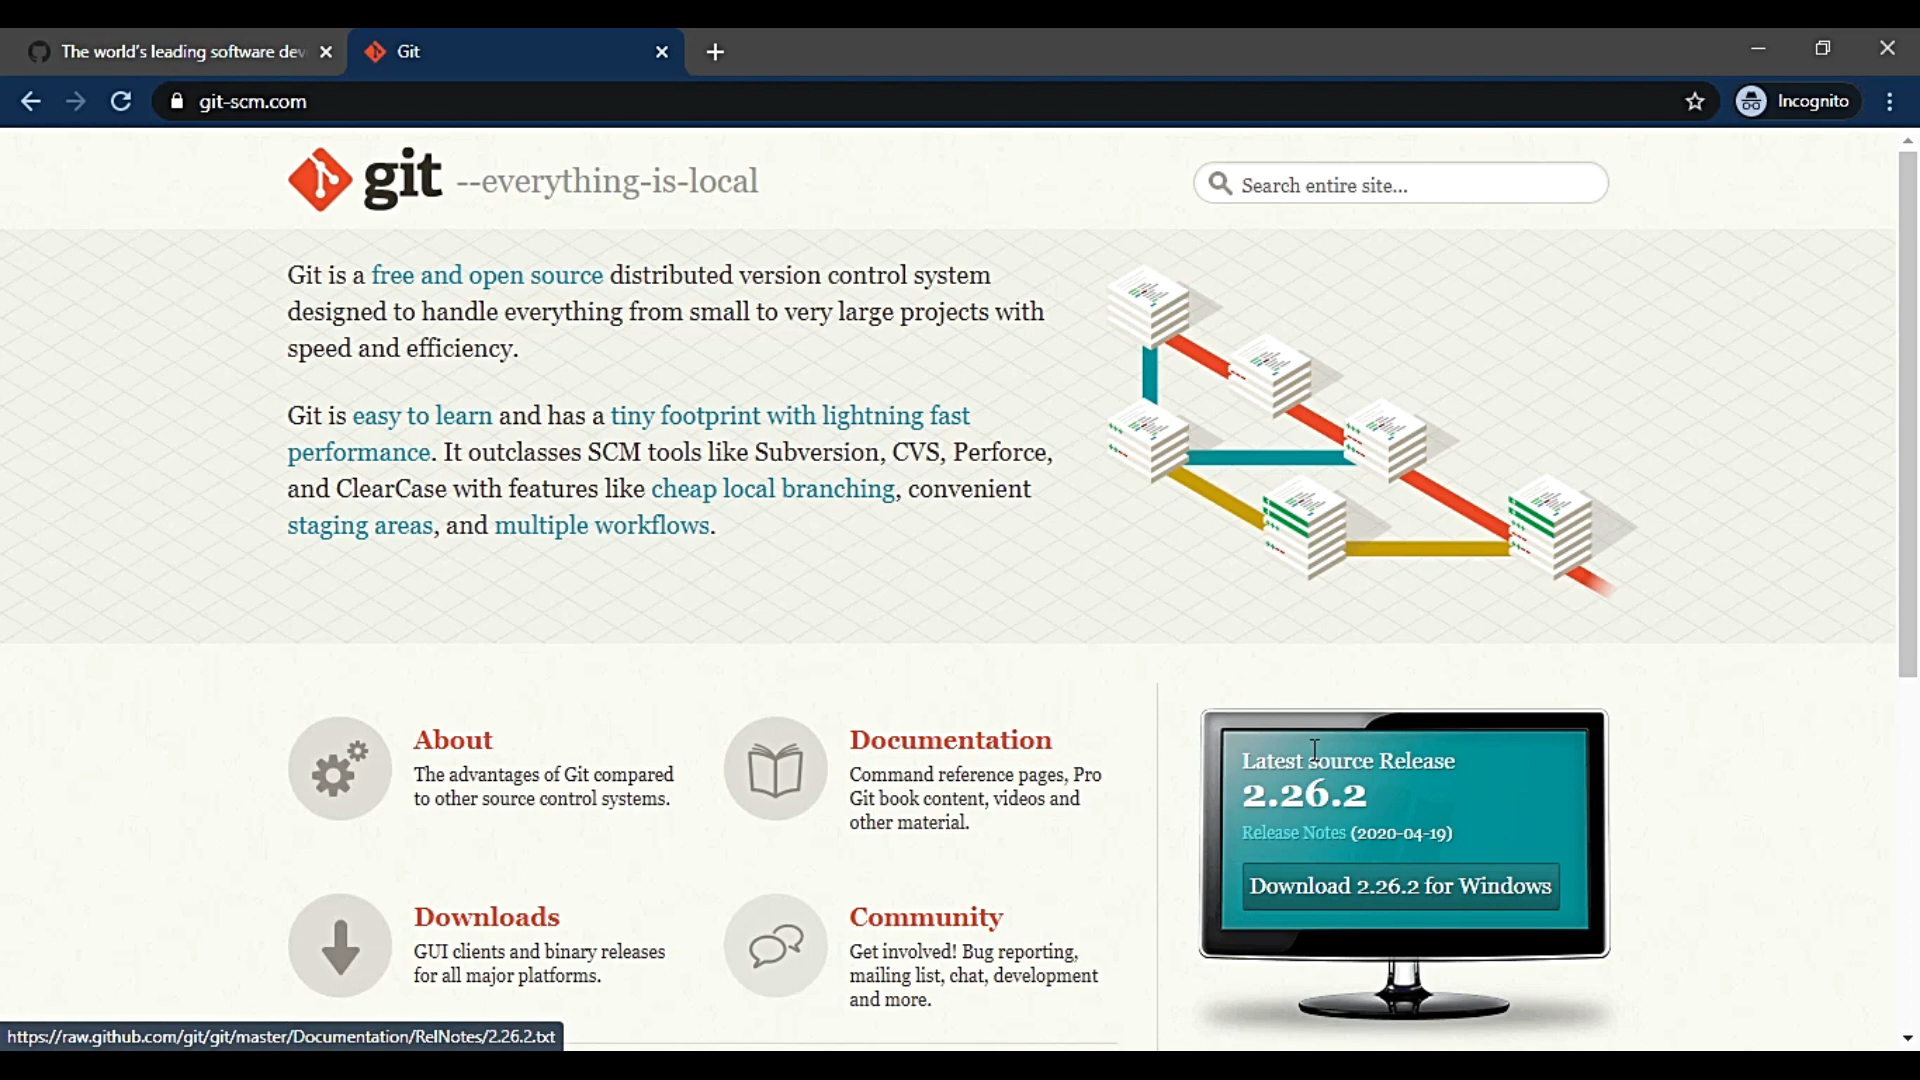 The world's leading software dev
Git
git-scm.com
Incognito
git --everything-is-local
Search entire site...
Git is a free and open source distributed version control system
designed to handle everything from small to very large projects with
speed and efficiency.
Git is easy to learn and has a tiny footprint with lightning fast
performance. It outclasses SCM tools like Subversion, CVS, Perforce,
and ClearCase with features like cheap local branching, convenient
staging areas, and multiple workflows.
About
The advantages of Git compared
to other source control systems.
Documentation
Command reference pages, Pro
Git book content, videos and
other material.
Downloads
GUI clients and binary releases
for all major platforms.
Community
Get involved! Bug reporting,
mailing list, chat, development
and more.
Latest source Release
2.26.2
Release Notes (2020-04-19)
Download 2.26.2 for Windows
https://raw.github.com/git/git/master/Documentation/RelNotes/2.26.2.txt